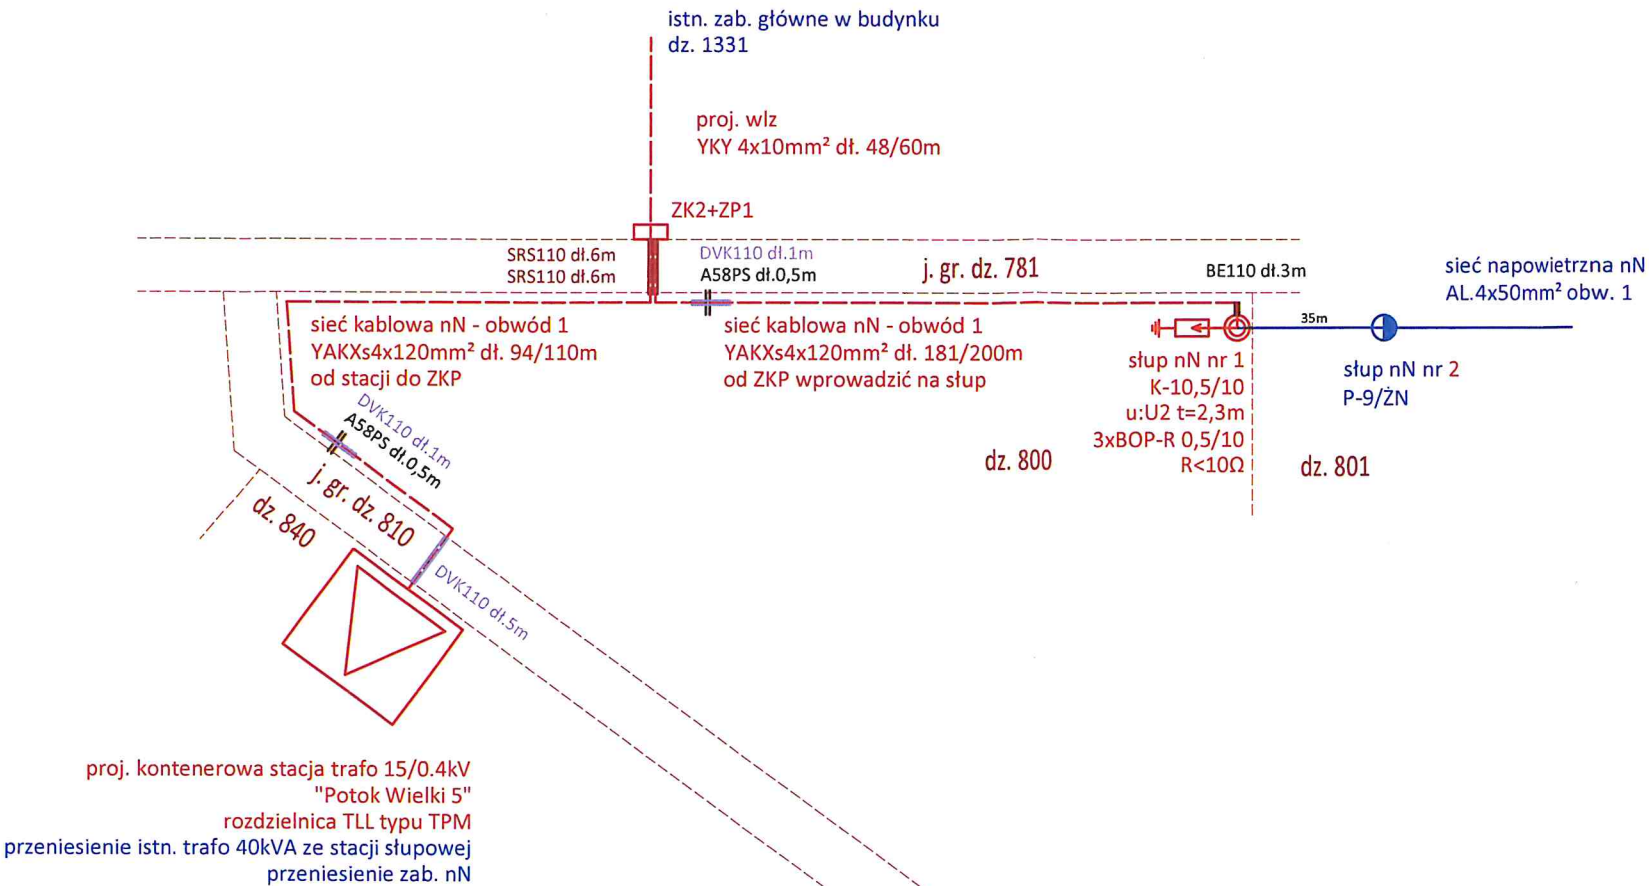 istn. zab. główne w budynku
dz. 1331
proj. wlz
YKY 4x10mm² dł. 48/60m
ZK2+ZP1
SRS110 dł.6m
SRS110 dł.6m
DVK110 dł.1m
A58PS dł.0,5m
j. gr. dz. 781
BE110 dł.3m
sieć napowietrzna nN
AL.4x50mm² obw. 1
35m
sieć kablowa nN - obwód 1
YAKXs4x120mm² dł. 94/110m
od stacji do ZKP
sieć kablowa nN - obwód 1
YAKXs4x120mm² dł. 181/200m
od ZKP wprowadzić na słup
słup nN nr 1
K-10,5/10
u:U2 t=2,3m
3xBOP-R 0,5/10
R<10Ω
słup nN nr 2
P-9/ŻN
dz. 800
dz. 801
DVK110 dł.1m
A58PS dł.0,5m
j. gr. dz. 810
dz. 840
DVK110 dł.5m
proj. kontenerowa stacja trafo 15/0.4kV
"Potok Wielki 5"
rozdzielnica TLL typu TPM
przeniesienie istn. trafo 40kVA ze stacji słupowej
przeniesienie zab. nN